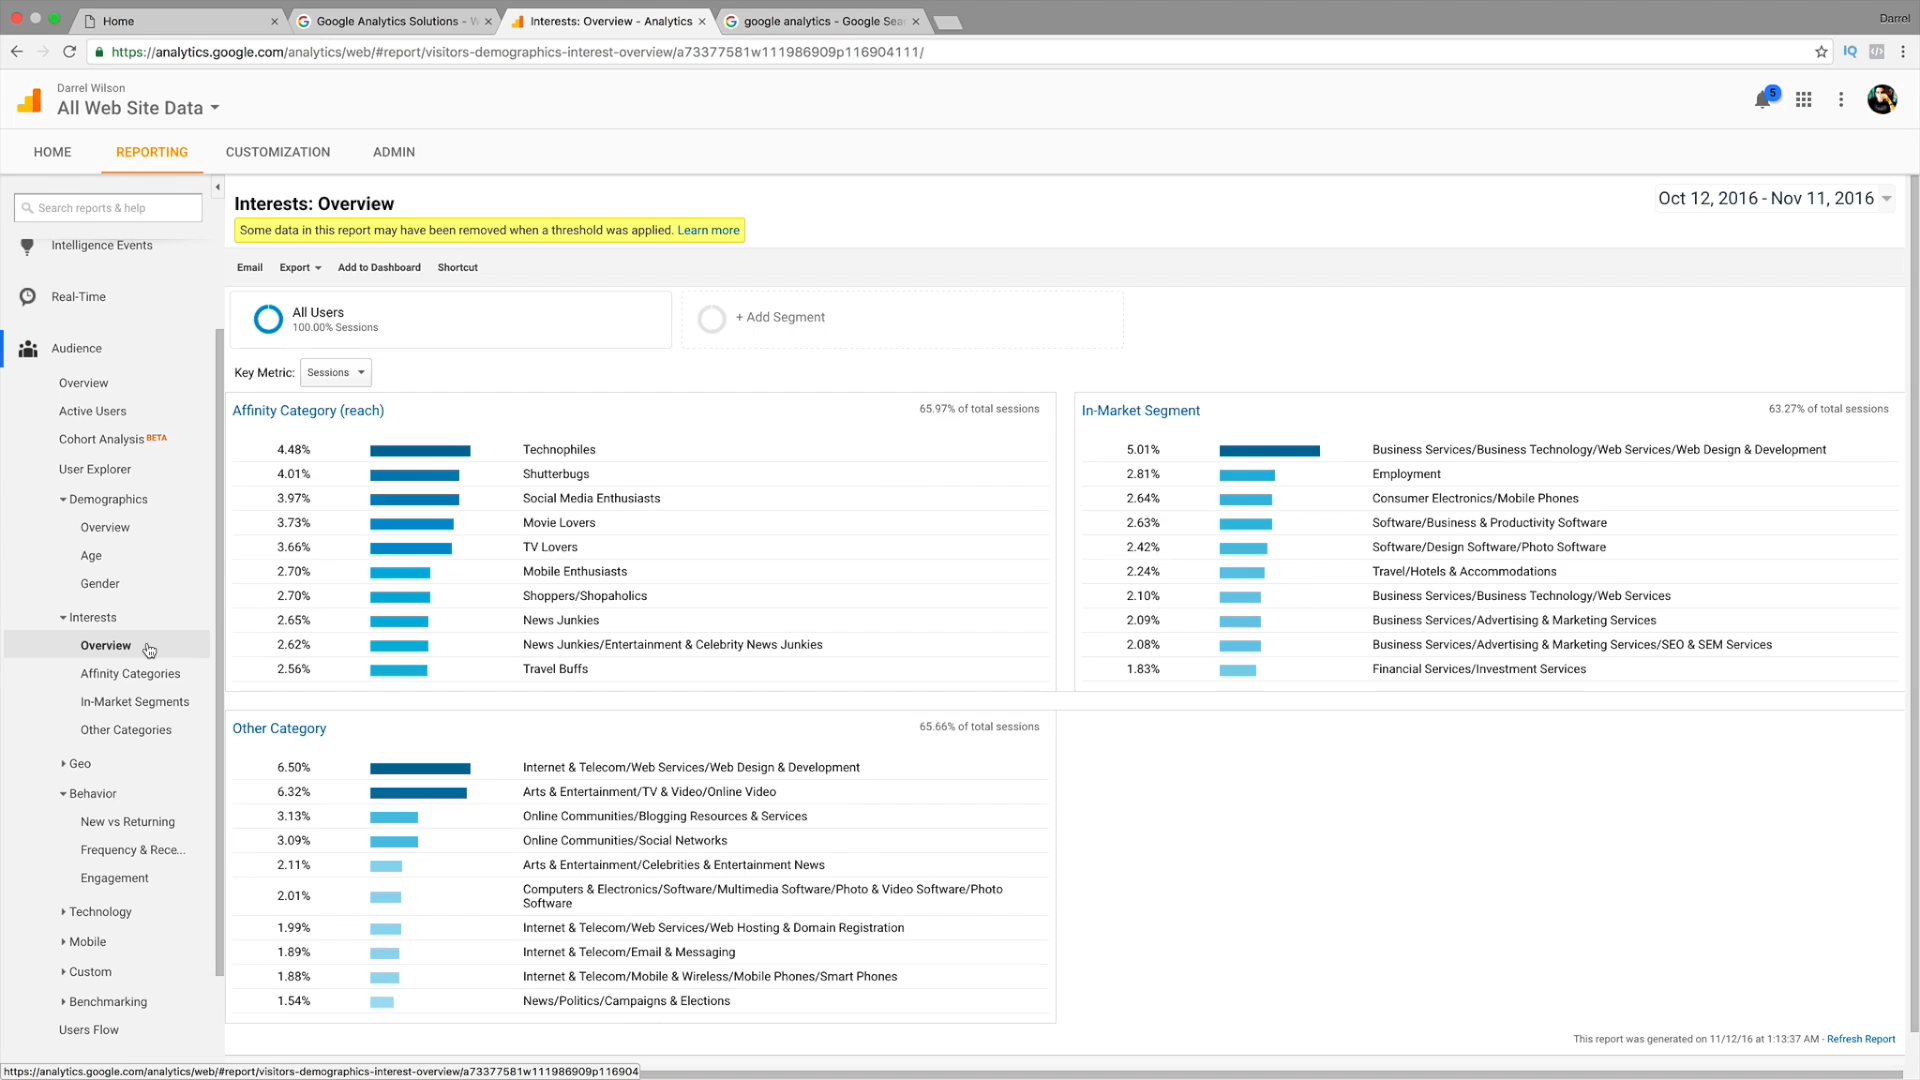 Home
Google Analytics Solutions - W
Interests: Overview - Analytics
google analytics - Google Sea
Darrel
https://analytics.google.com/analytics/web/#report/visitors-demographics-interest-overview/a73377581w111986909p116904111/
IQ
Darrel Wilson
All Web Site Data
5
HOME
REPORTING
CUSTOMIZATION
ADMIN
Search reports & help
Intelligence Events
Real-Time
Audience
Overview
Active Users
Cohort Analysis BETA
User Explorer
Demographics
Overview
Age
Gender
Interests
Overview
Affinity Categories
In-Market Segments
Other Categories
Geo
Behavior
New vs Returning
Frequency & Rece...
Engagement
Technology
Mobile
Custom
Benchmarking
Users Flow
Interests: Overview
Oct 12, 2016 - Nov 11, 2016
Some data in this report may have been removed when a threshold was applied. Learn more
Email Export Add to Dashboard Shortcut
All Users
100.00% Sessions
+ Add Segment
Key Metric: Sessions
Affinity Category (reach) 65.97% of total sessions
4.48% Technophiles
4.01% Shutterbugs
3.97% Social Media Enthusiasts
3.73% Movie Lovers
3.66% TV Lovers
2.70% Mobile Enthusiasts
2.70% Shoppers/Shopaholics
2.65% News Junkies
2.62% News Junkies/Entertainment & Celebrity News Junkies
2.56% Travel Buffs
In-Market Segment 63.27% of total sessions
5.01% Business Services/Business Technology/Web Services/Web Design & Development
2.81% Employment
2.64% Consumer Electronics/Mobile Phones
2.63% Software/Business & Productivity Software
2.42% Software/Design Software/Photo Software
2.24% Travel/Hotels & Accommodations
2.10% Business Services/Business Technology/Web Services
2.09% Business Services/Advertising & Marketing Services
2.08% Business Services/Advertising & Marketing Services/SEO & SEM Services
1.83% Financial Services/Investment Services
Other Category 65.66% of total sessions
6.50% Internet & Telecom/Web Services/Web Design & Development
6.32% Arts & Entertainment/TV & Video/Online Video
3.13% Online Communities/Blogging Resources & Services
3.09% Online Communities/Social Networks
2.11% Arts & Entertainment/Celebrities & Entertainment News
2.01% Computers & Electronics/Software/Multimedia Software/Photo & Video Software/Photo
Software
1.99% Internet & Telecom/Web Services/Web Hosting & Domain Registration
1.89% Internet & Telecom/Email & Messaging
1.88% Internet & Telecom/Mobile & Wireless/Mobile Phones/Smart Phones
1.54% News/Politics/Campaigns & Elections
This report was generated on 11/12/16 at 1:13:37 AM - Refresh Report
https://analytics.google.com/analytics/web/#report/visitors-demographics-interest-overview/a73377581w111986909p116904